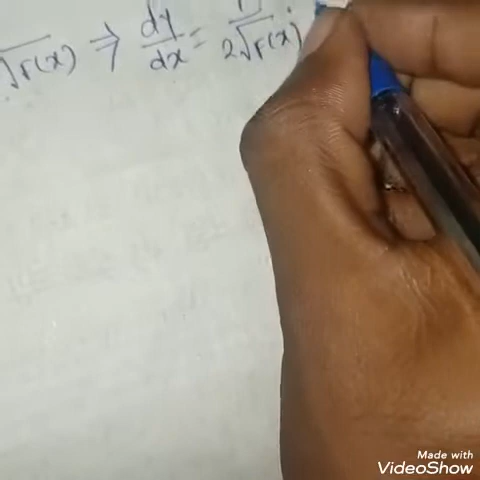 √f(x) ⇒ dy/dx = 1/2√f(x)
Made with
VideoShow